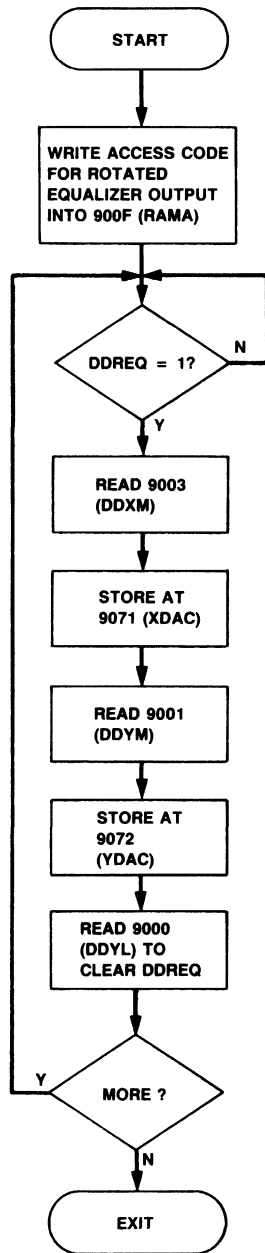 START
WRITE ACCESS CODE
FOR ROTATED
EQUALIZER OUTPUT
INTO 900F (RAMA)
DDREQ = 1?
N
Y
READ 9003
(DDXM)
STORE AT
9071 (XDAC)
READ 9001
(DDYM)
STORE AT
9072
(YDAC)
READ 9000
(DDYL) TO
CLEAR DDREQ
Y
MORE ?
N
EXIT